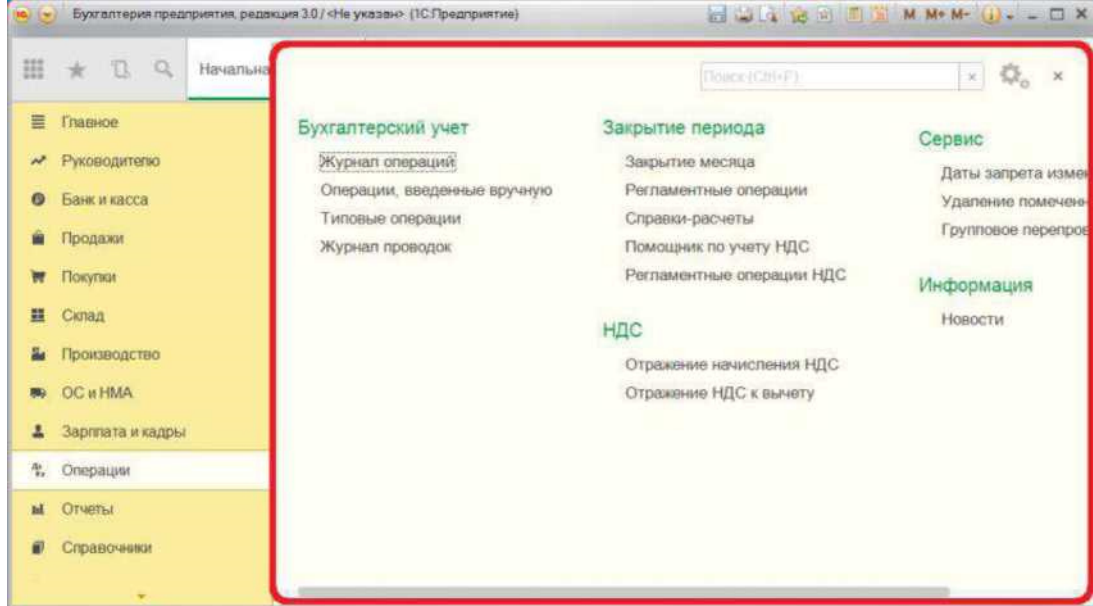 Бухгалтерия предприятия, редакция 3.0 / <Не указан> (1С:Предприятие)
M M+ M-
Начальна
Поиск (Ctrl+F)
Главное
Руководителю
Банк и касса
Продажи
Покупки
Склад
Производство
ОС и НМА
Зарплата и кадры
Операции
Отчеты
Справочники
Бухгалтерский учет
Журнал операций
Операции, введенные вручную
Типовые операции
Журнал проводок
Закрытие периода
Закрытие месяца
Регламентные операции
Справки-расчеты
Помощник по учету НДС
Регламентные операции НДС
НДС
Отражение начисления НДС
Отражение НДС к вычету
Сервис
Даты запрета измен
Удаление помеченн
Групповое перепров
Информация
Новости